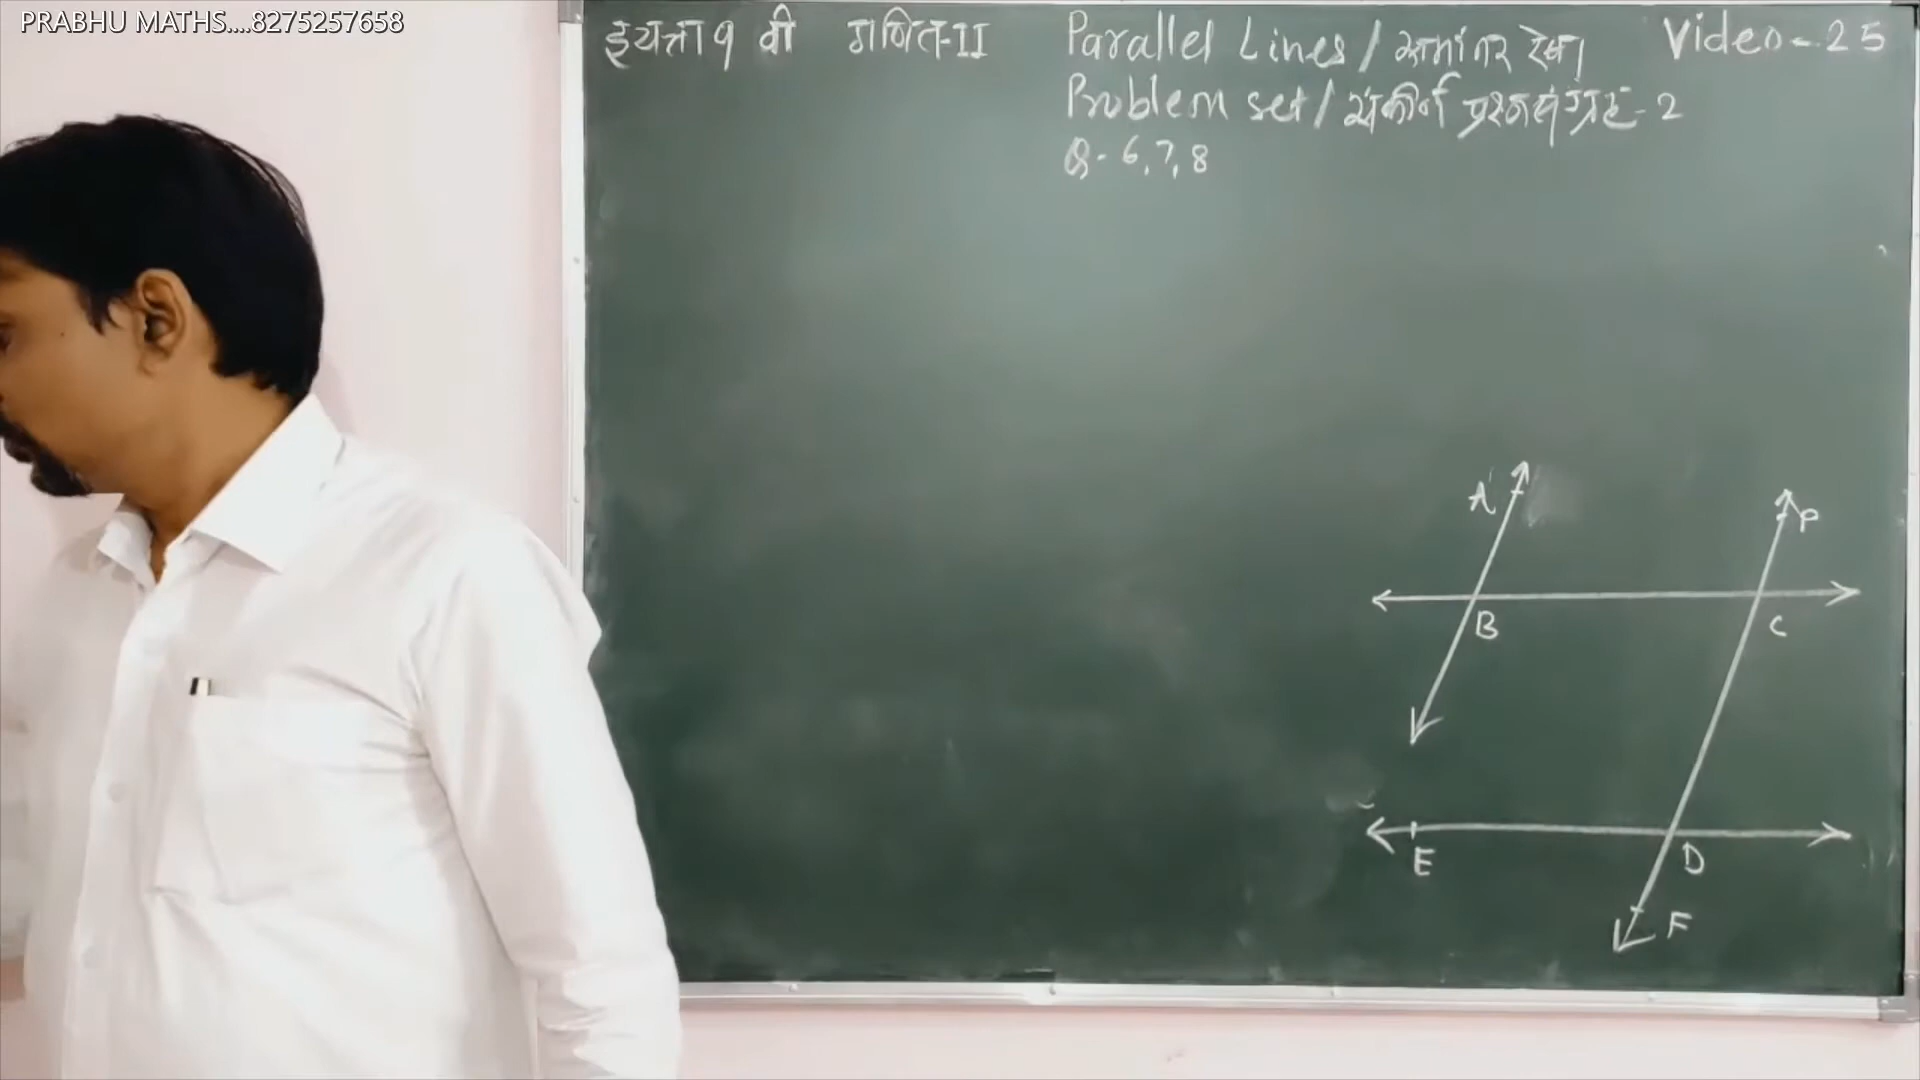 PRABHU MATHS....8275257658
इयत्ता ९ वी गणित-II Parallel Lines / समांतर रेषा Video - 25
Problem set / संकीर्ण प्रश्नसंग्रह - 2
Q - 6, 7, 8
A
P
B C
E D
F